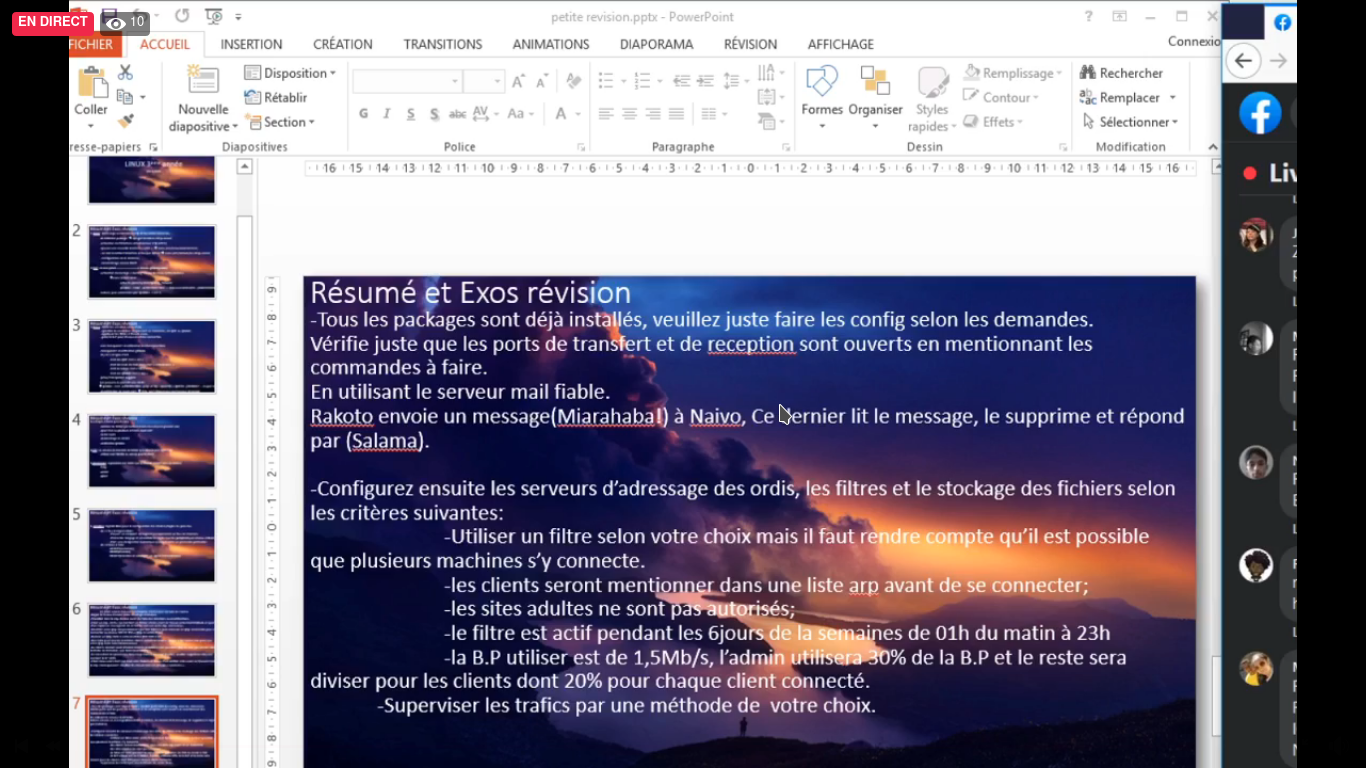 EN DIRECT 10
petite revision.pptx - PowerPoint
FICHIER ACCUEIL INSERTION CRÉATION TRANSITIONS ANIMATIONS DIAPORAMA RÉVISION AFFICHAGE Connexio
Coller
Nouvelle diapositive
Disposition
Rétablir
Section
Formes
Organiser
Styles rapides
Remplissage
Contour
Effets
Rechercher
Remplacer
Sélectionner
resse-papiers Diapositives Police Paragraphe Dessin Modification
16 15 14 13 12 11 10 9 8 7 6 5 4 3 2 1 0 1 2 3 4 5 6 7 8 9 10 11 12 13 14 15 16
2
3
4
5
6
7
Résumé et Exos révision
-Tous les packages sont déjà installés, veuillez juste faire les config selon les demandes.
Vérifie juste que les ports de transfert et de reception sont ouverts en mentionnant les
commandes à faire.
En utilisant le serveur mail fiable.
Rakoto envoie un message(Miarahaba!) à Naivo, Ce dernier lit le message, le supprime et répond
par (Salama).
-Configurez ensuite les serveurs d’adressage des ordis, les filtres et le stockage des fichiers selon
les critères suivantes:
-Utiliser un filtre selon votre choix mais il faut rendre compte qu’il est possible
que plusieurs machines s’y connecte.
-les clients seront mentionner dans une liste arp avant de se connecter;
-les sites adultes ne sont pas autorisés;
-le filtre est actif pendant les 6jours de la semaines de 01h du matin à 23h
-la B.P utiliser est de 1,5Mb/s, l’admin utilisera 30% de la B.P et le reste sera
diviser pour les clients dont 20% pour chaque client connecté.
-Superviser les trafics par une méthode de votre choix.
Liv